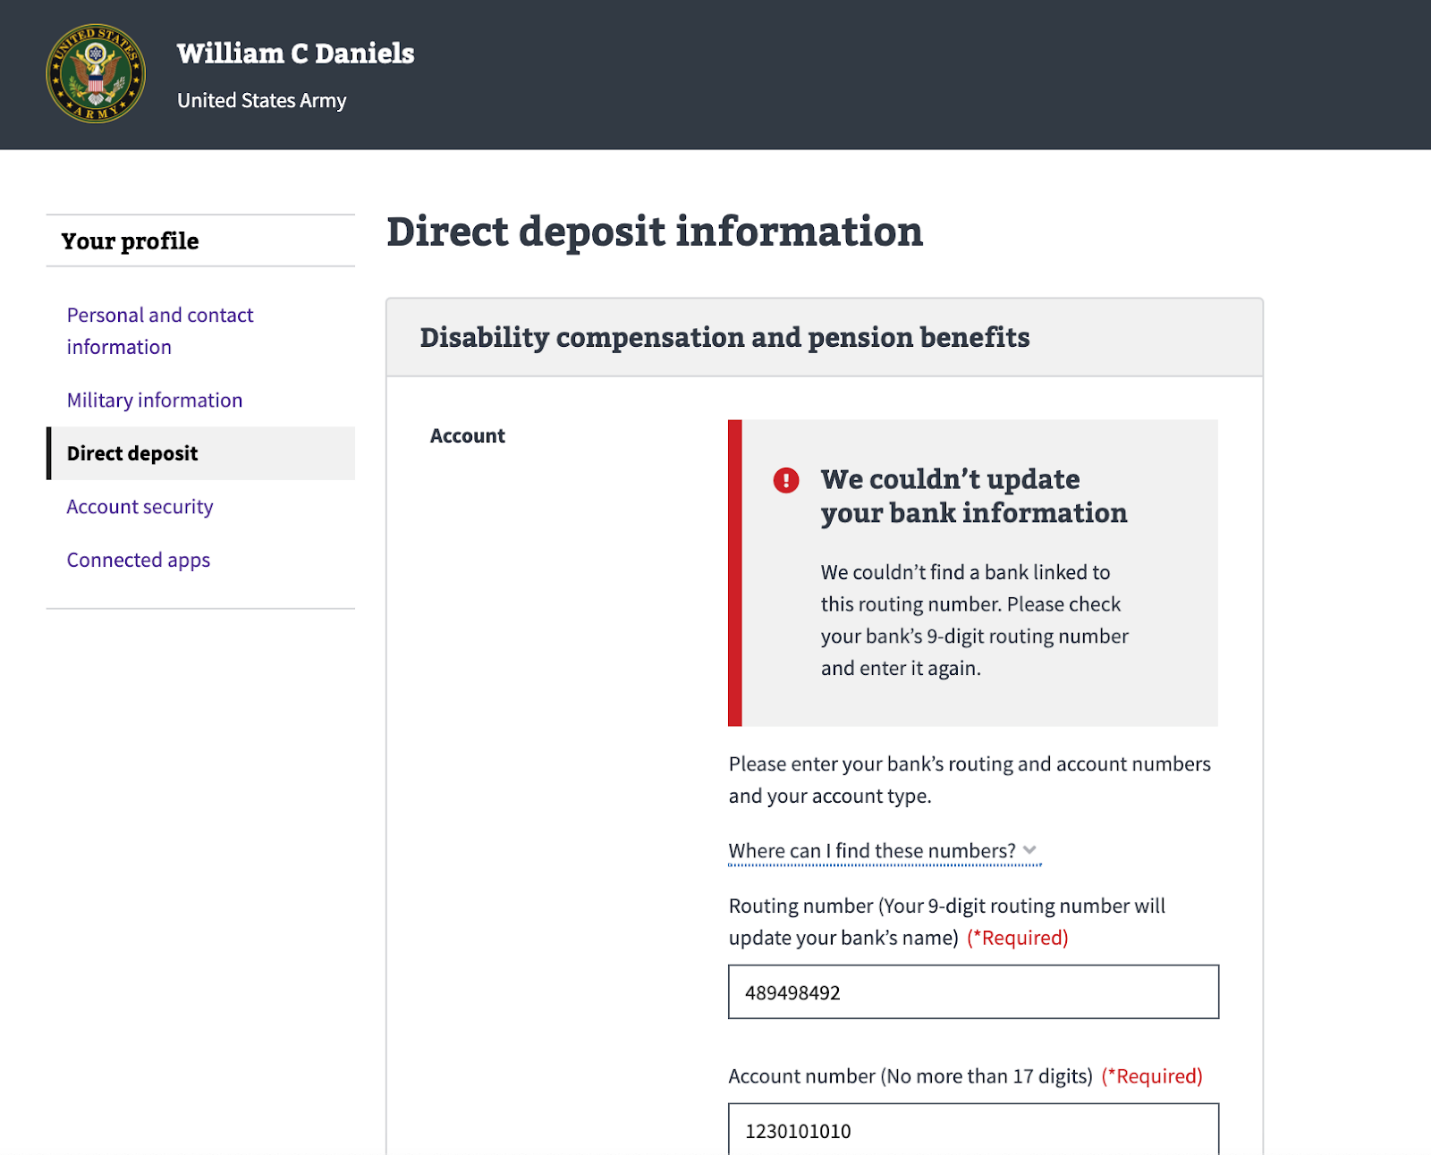 UNITED STATES
ARMY
William C Daniels
United States Army
Your profile
Personal and contact
information
Military information
Direct deposit
Account security
Connected apps
Direct deposit information
Disability compensation and pension benefits
Account
We couldn’t update
your bank information
We couldn’t find a bank linked to
this routing number. Please check
your bank’s 9-digit routing number
and enter it again.
Please enter your bank’s routing and account numbers
and your account type.
Where can I find these numbers?
Routing number (Your 9-digit routing number will
update your bank’s name) (*Required)
489498492
Account number (No more than 17 digits) (*Required)
1230101010